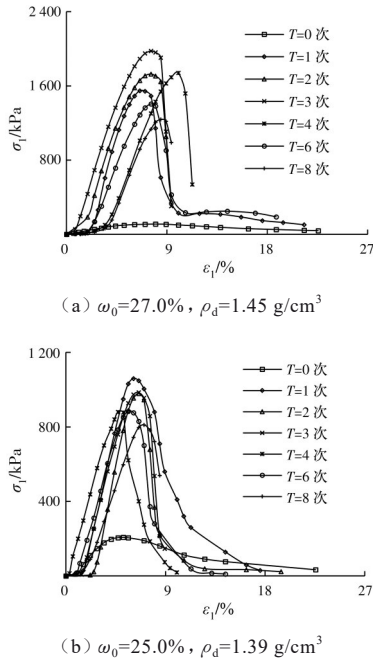 2 400
1 600
800
σ₁/kPa
0
9
18
27
ε₁/%
T=0 次
T=1 次
T=2 次
T=3 次
T=4 次
T=6 次
T=8 次
（a）ω₀=27.0%，ρd=1.45 g/cm³
1 200
800
400
σ₁/kPa
0
9
18
27
ε₁/%
T=0 次
T=1 次
T=2 次
T=3 次
T=4 次
T=6 次
T=8 次
（b）ω₀=25.0%，ρd=1.39 g/cm³